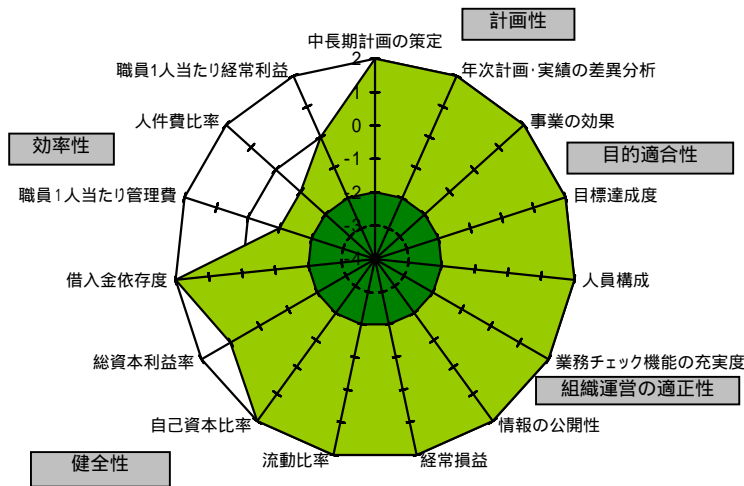 計画性
中長期計画の策定
職員1人当たり経常利益
年次計画・実績の差異分析
人件費比率
事業の効果
効率性
目的適合性
職員1人当たり管理費
目標達成度
借入金依存度
人員構成
総資本利益率
業務チェック機能の充実度
組織運営の適正性
自己資本比率
情報の公開性
流動比率
経常損益
健全性
2
1
0
-1
-2
-3
-4